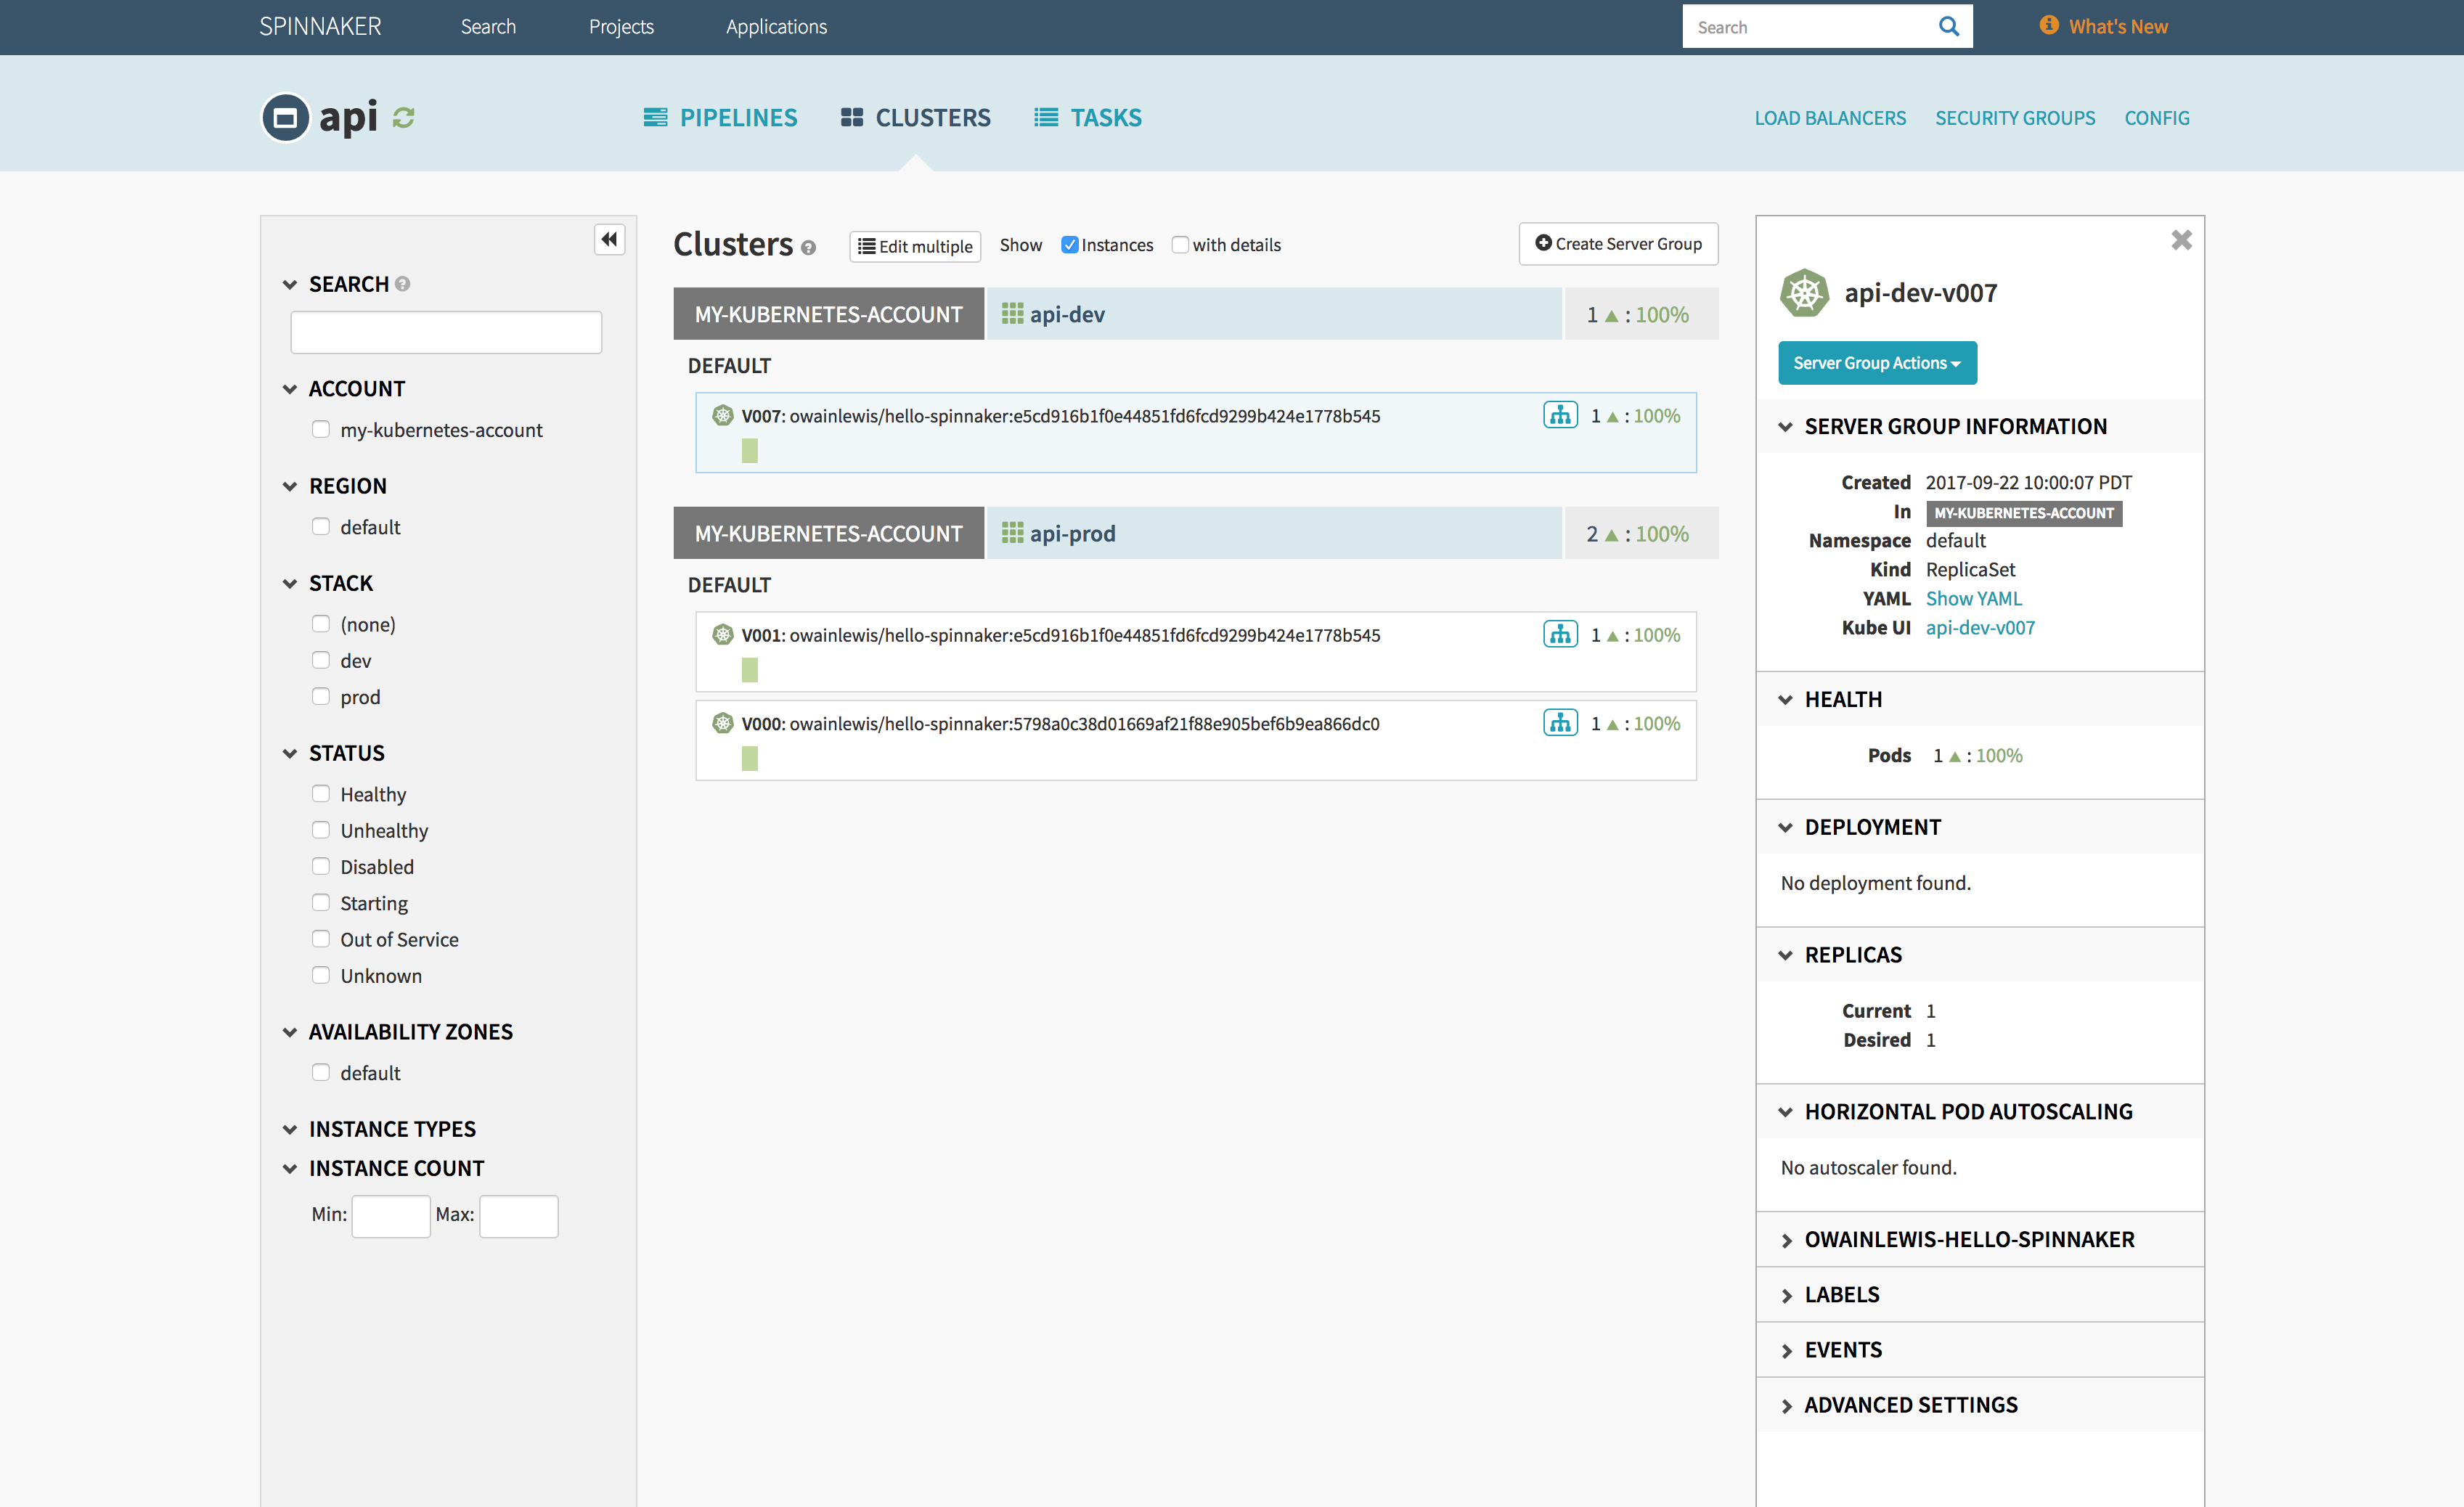 SPINNAKER Search Projects Applications Search What's New
api PIPELINES CLUSTERS TASKS LOAD BALANCERS SECURITY GROUPS CONFIG
SEARCH
ACCOUNT
my-kubernetes-account
REGION
default
STACK
(none)
dev
prod
STATUS
Healthy
Unhealthy
Disabled
Starting
Out of Service
Unknown
AVAILABILITY ZONES
default
INSTANCE TYPES
INSTANCE COUNT
Min: Max:
Clusters Edit multiple Show Instances with details Create Server Group
MY-KUBERNETES-ACCOUNT api-dev 1 ▲ : 100%
DEFAULT
V007: owainlewis/hello-spinnaker:e5cd916b1f0e44851fd6fcd9299b424e1778b545 1 ▲ : 100%
MY-KUBERNETES-ACCOUNT api-prod 2 ▲ : 100%
DEFAULT
V001: owainlewis/hello-spinnaker:e5cd916b1f0e44851fd6fcd9299b424e1778b545 1 ▲ : 100%
V000: owainlewis/hello-spinnaker:5798a0c38d01669af21f88e905bef6b9ea866dc0 1 ▲ : 100%
api-dev-v007
Server Group Actions
SERVER GROUP INFORMATION
Created 2017-09-22 10:00:07 PDT
In MY-KUBERNETES-ACCOUNT
Namespace default
Kind ReplicaSet
YAML Show YAML
Kube UI api-dev-v007
HEALTH
Pods 1 ▲ : 100%
DEPLOYMENT
No deployment found.
REPLICAS
Current 1
Desired 1
HORIZONTAL POD AUTOSCALING
No autoscaler found.
OWAINLEWIS-HELLO-SPINNAKER
LABELS
EVENTS
ADVANCED SETTINGS